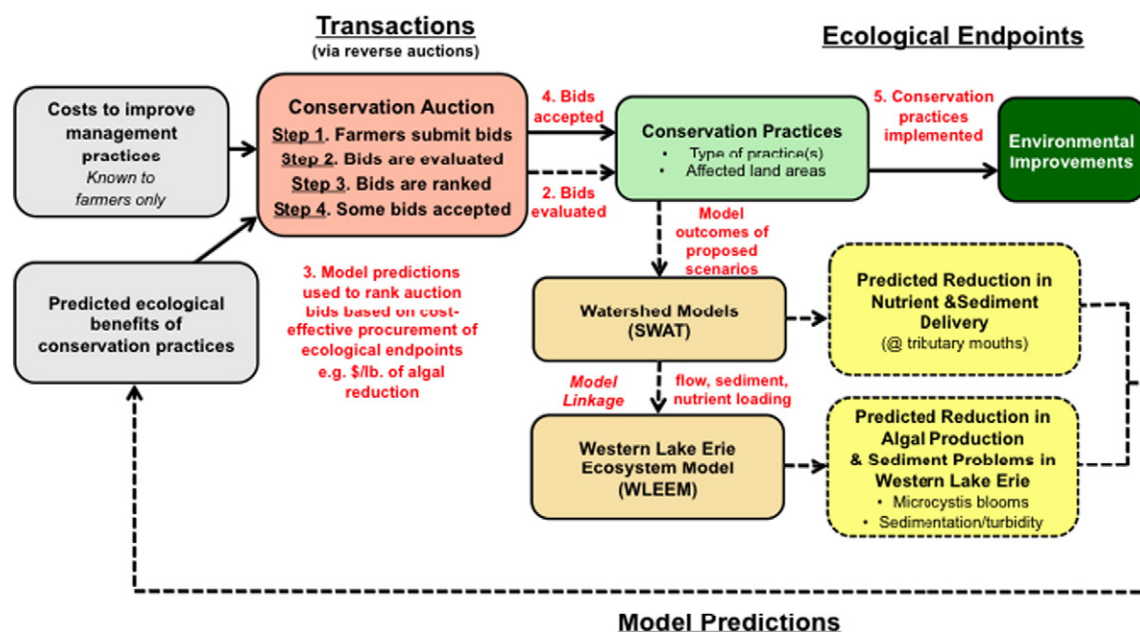 Transactions
(via reverse auctions)
Ecological Endpoints
Costs to improve
management
practices
Known to
farmers only
Conservation Auction
Step 1. Farmers submit bids
Step 2. Bids are evaluated
Step 3. Bids are ranked
Step 4. Some bids accepted
4. Bids
accepted
2. Bids
evaluated
Conservation Practices
• Type of practice(s)
• Affected land areas
5. Conservation
practices
implemented
Environmental
Improvements
Predicted ecological
benefits of
conservation practices
3. Model predictions
used to rank auction
bids based on cost-
effective procurement of
ecological endpoints
e.g. $/lb. of algal
reduction
Model
outcomes of
proposed
scenarios
Watershed Models
(SWAT)
Predicted Reduction in
Nutrient &Sediment
Delivery
(@ tributary mouths)
Model
Linkage
flow, sediment,
nutrient loading
Western Lake Erie
Ecosystem Model
(WLEEM)
Predicted Reduction in
Algal Production
& Sediment Problems in
Western Lake Erie
• Microcystis blooms
• Sedimentation/turbidity
Model Predictions